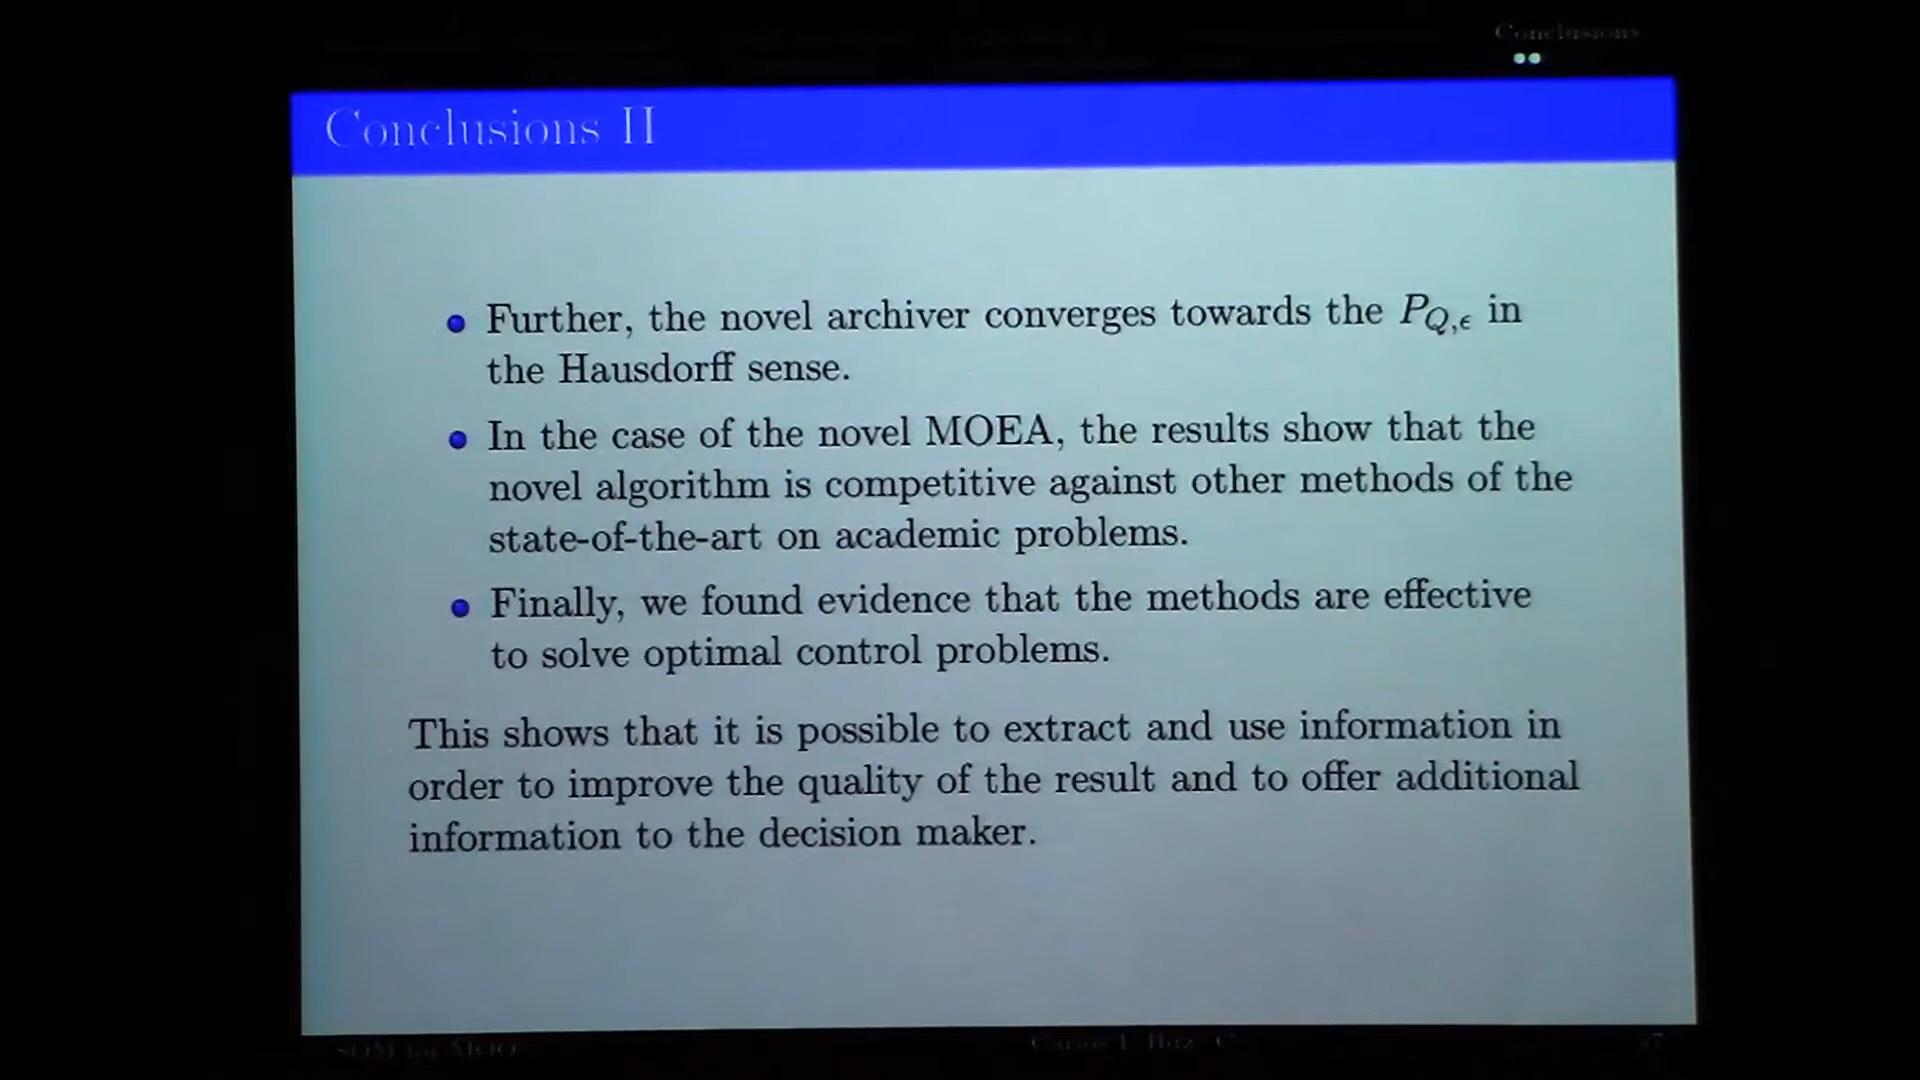 Conclusions
Conclusions II
Further, the novel archiver converges towards the P_{Q,ϵ} in
the Hausdorff sense.
In the case of the novel MOEA, the results show that the
novel algorithm is competitive against other methods of the
state-of-the-art on academic problems.
Finally, we found evidence that the methods are effective
to solve optimal control problems.
This shows that it is possible to extract and use information in
order to improve the quality of the result and to offer additional
information to the decision maker.
for MOO